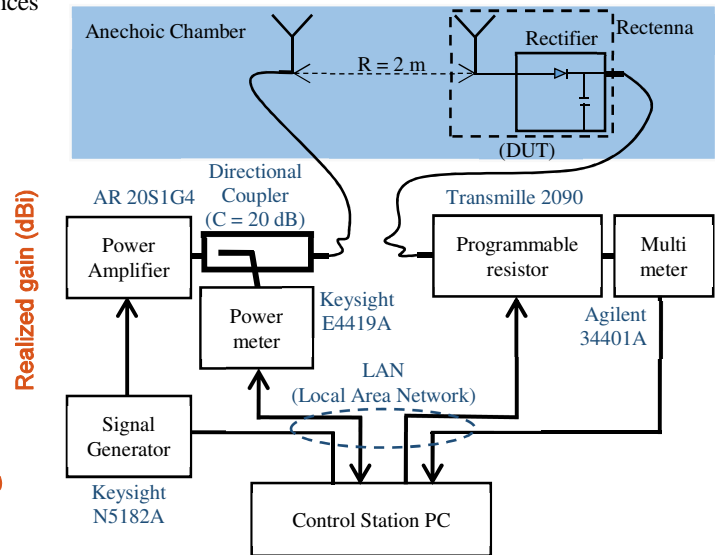 nces
Anechoic Chamber
Rectenna
Rectifier
R = 2 m
(DUT)
Directional
Coupler
(C = 20 dB)
AR 20S1G4
Transmille 2090
Power
Amplifier
Programmable
resistor
Multi
meter
Realized gain (dBi)
Keysight
E4419A
Power
meter
Agilent
34401A
LAN
(Local Area Network)
Signal
Generator
Keysight
N5182A
Control Station PC
)